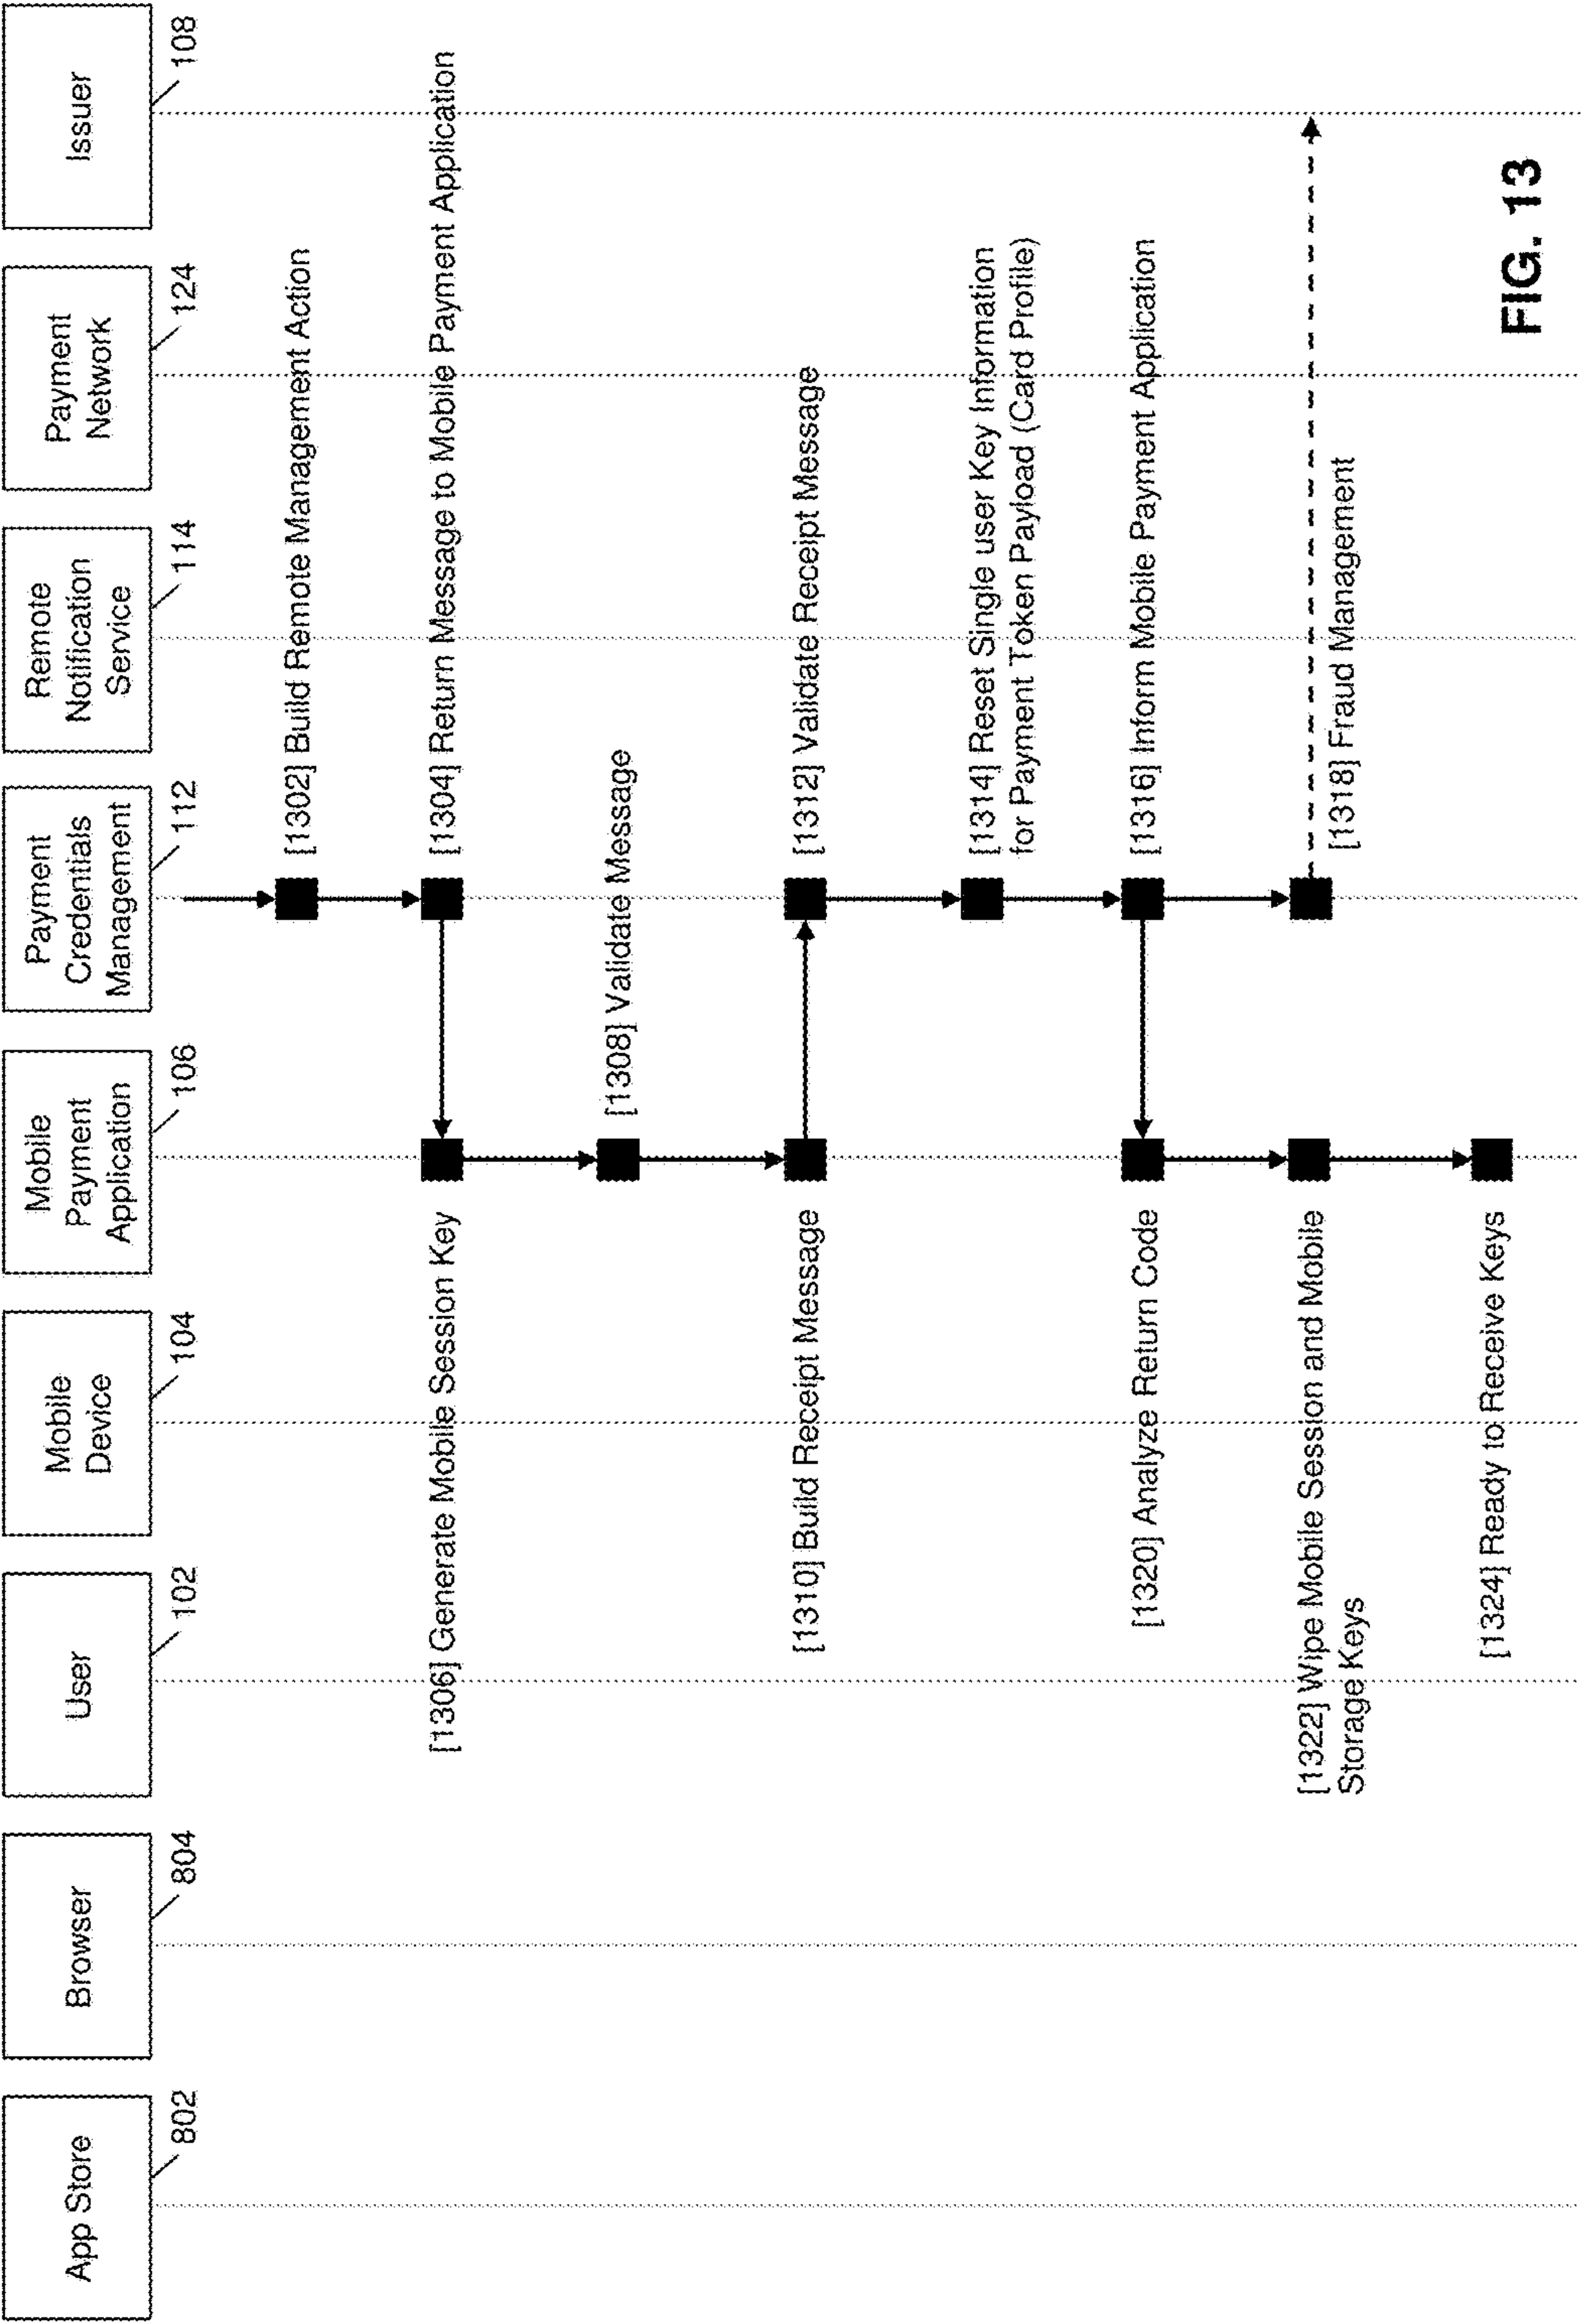 App Store
802
Browser
804
User
102
Mobile
Device
104
Mobile
Payment
Application
106
Payment
Credentials
Management
112
Remote
Notification
Service
114
Payment
Network
124
Issuer
108
[1302] Build Remote Management Action
[1304] Return Message to Mobile Payment Application
[1306] Generate Mobile Session Key
[1308] Validate Message
[1310] Build Receipt Message
[1312] Validate Receipt Message
[1314] Reset Single user Key Information
for Payment Token Payload (Card Profile)
[1316] Inform Mobile Payment Application
[1318] Fraud Management
[1320] Analyze Return Code
[1322] Wipe Mobile Session and Mobile
Storage Keys
[1324] Ready to Receive Keys
FIG. 13